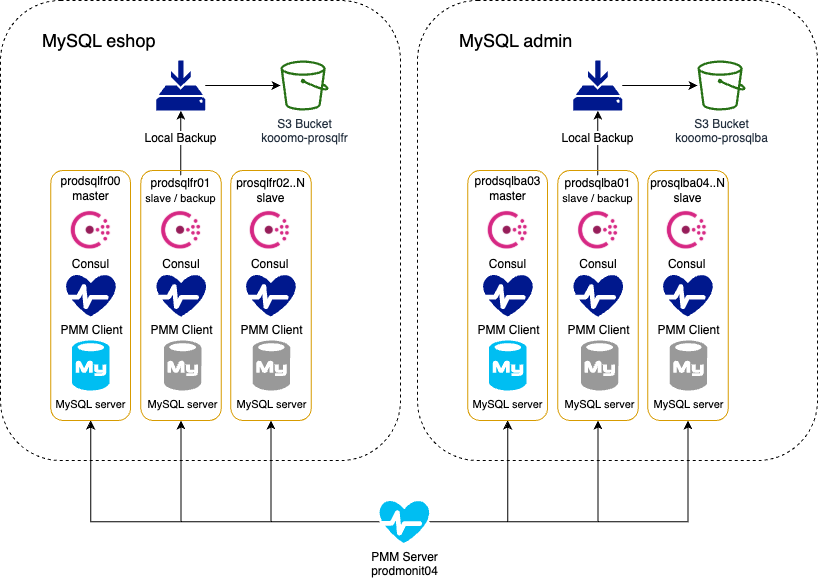 MySQL eshop
S3 Bucket
kooomo-prosqlfr
Local Backup
prodsqlfr00
master
Consul
PMM Client
My
MySQL server
prodsqlfr01
slave / backup
Consul
PMM Client
My
MySQL server
prosqlfr02..N
slave
Consul
PMM Client
My
MySQL server
MySQL admin
S3 Bucket
kooomo-prosqlba
Local Backup
prodsqlba03
master
Consul
PMM Client
My
MySQL server
prodsqlba01
slave / backup
Consul
PMM Client
My
MySQL server
prosqlba04..N
slave
Consul
PMM Client
My
MySQL server
PMM Server
prodmonit04